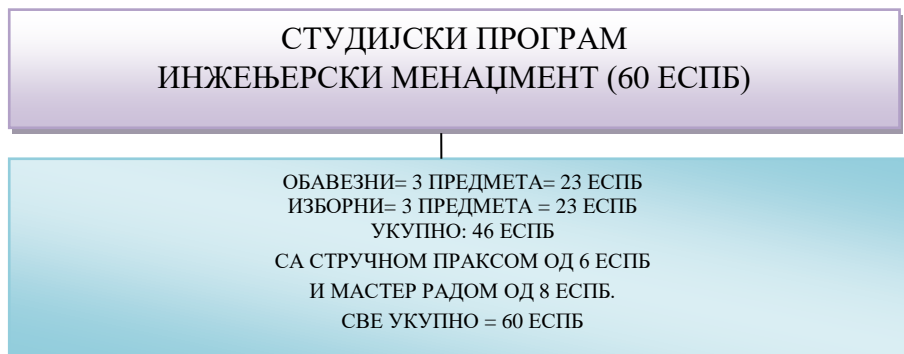 СТУДИЈСКИ ПРОГРАМ
ИНЖЕЊЕРСКИ МЕНАЏМЕНТ (60 ЕСПБ)
ОБАВЕЗНИ= 3 ПРЕДМЕТА= 23 ЕСПБ
ИЗБОРНИ= 3 ПРЕДМЕТА = 23 ЕСПБ
УКУПНО: 46 ЕСПБ
СА СТРУЧНОМ ПРАКСОМ ОД 6 ЕСПБ
И МАСТЕР РАДОМ ОД 8 ЕСПБ.
СВЕ УКУПНО = 60 ЕСПБ